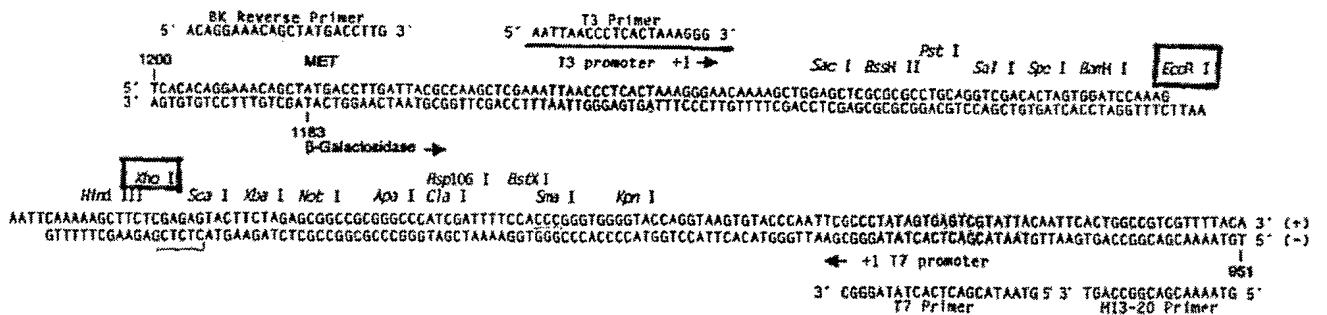 BK Reverse Primer
5' ACAGGAAACAGCTATGACCTTG 3'
T3 Primer
5' AATTAACCCTCACTAAAGGG 3'
1200
MET
T3 promoter +1
Sac I BssH II Pst I Sal I Spe I BamH I EcoR I
5' TCACACAGGAAACAGCTATGACCTTGATTACGCCAAGCTCGAAATTAACCCTCACTAAAGGGAACAAAAGCTGGAGCTCGCGCGCCTGCAGGTCGACACTAGTGGATCCAAAG
3' AGTGTGTCCTTTGTCGATACTGGAACTAATGCGGTTCGACCTTTAATTGGGAGTGATTTCCCTTGTTTTCGACCTCGAGCGCGCGGACGTCCAGCTGTGATCACCTAGGTTTCTTAA
1183
β-Galactosidase
Hind III Xho I Sca I Xba I Not I Apa I Bsp106 I Cla I BstX I Sma I Kpn I
AATTCAAAAAGCTTCTCGAGAGTACTTCTAGAGCGGCCGCGGGCCCATCGATTTTCCACCCGGGTGGGGTACCAGGTAAGTGTACCCAATTCGCCCTATAGTGAGTCGTATTACAATTCACTGGCCGTCGTTTTACA 3' (+)
GTTTTTCGAAGAGCTCTCATGAAGATCTCGCCGGCGCCCGGGTAGCTAAAAGGTGGGCCCACCCCATGGTCCATTCACATGGGTTAAGCGGGATATCACTCAGCATAATGTTAAGTGACCGGCAGCAAAATGT 5' (-)
+1 T7 promoter
951
3' CGGGATATCACTCAGCATAATG 5' 3' TGACCGGCAGCAAAATG 5'
T7 Primer M13-20 Primer